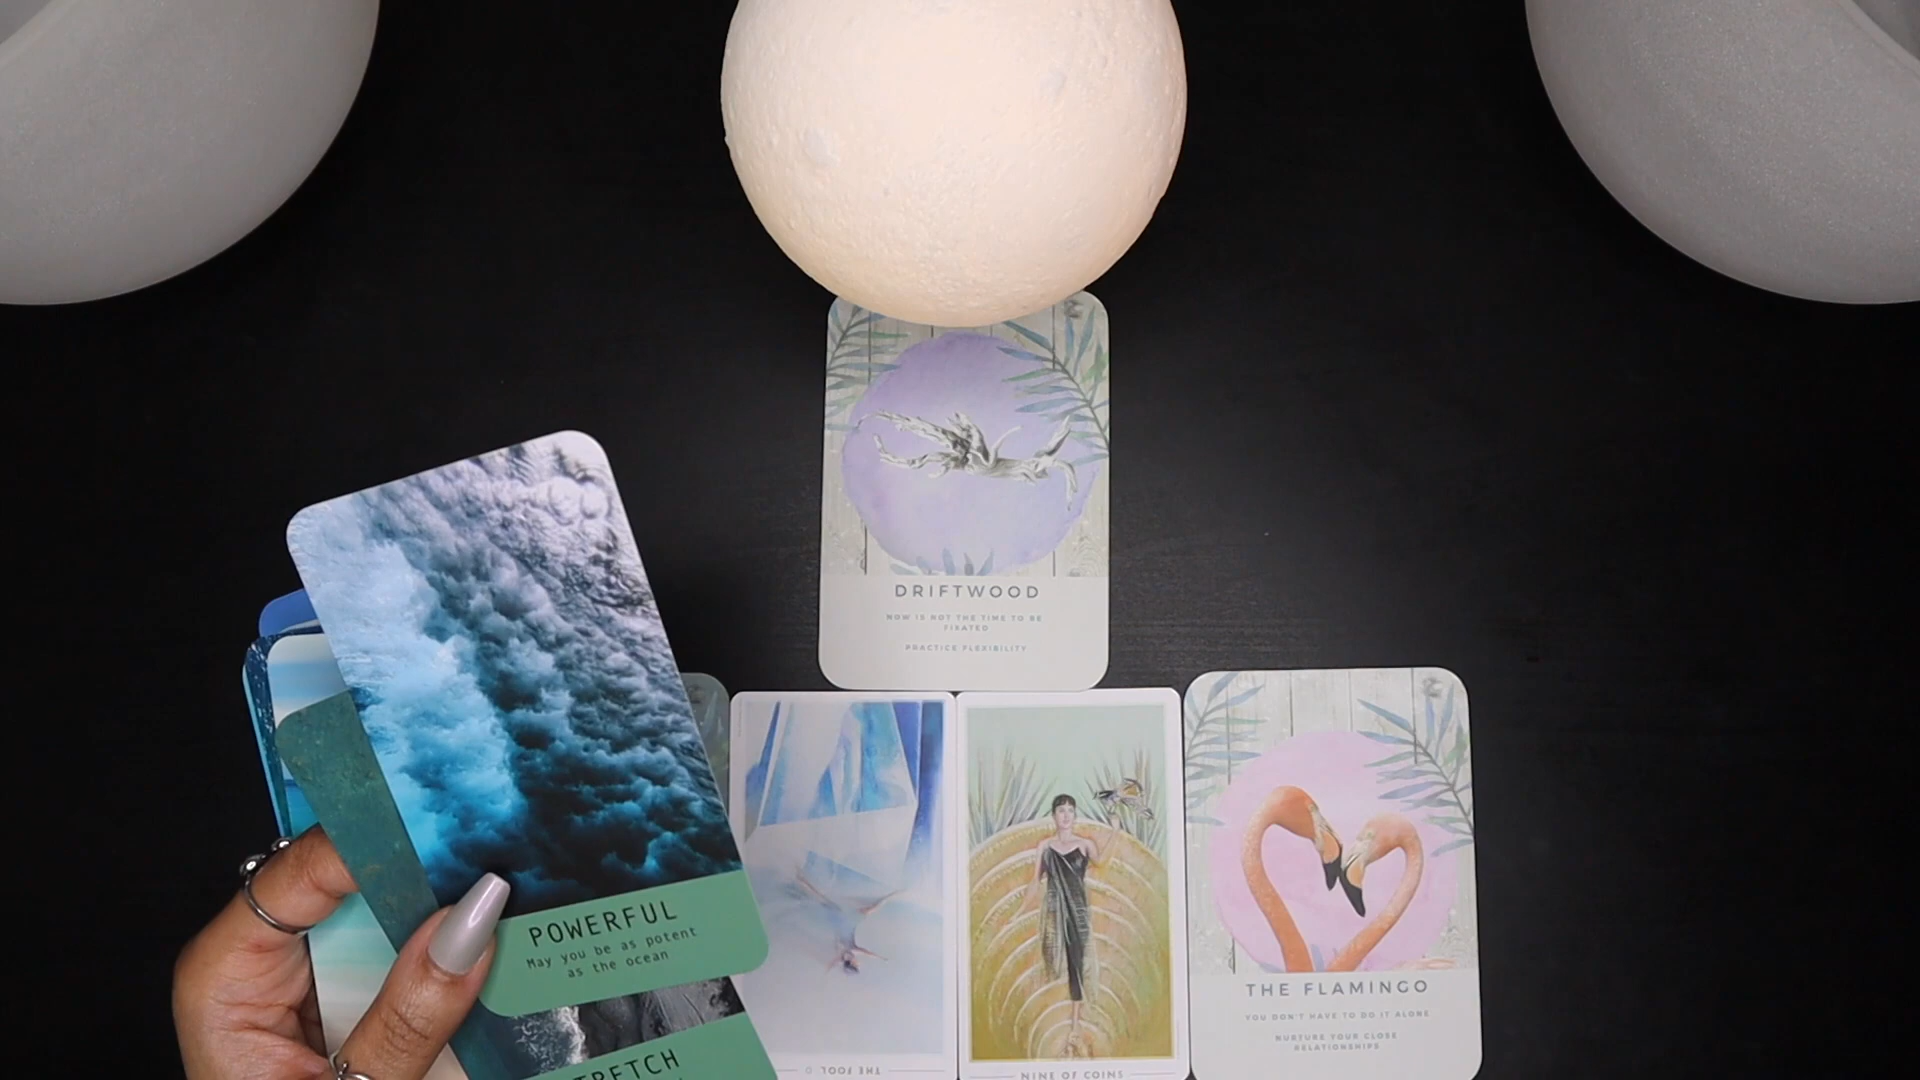 DRIFTWOOD
NOW IS NOT THE TIME TO BE
FIXATED
PRACTICE FLEXIBILITY
POWERFUL
May you be as potent
as the ocean
THE FOOL 0
NINE OF COINS
THE FLAMINGO
YOU DON'T HAVE TO DO IT ALONE
NURTURE YOUR CLOSE
RELATIONSHIPS